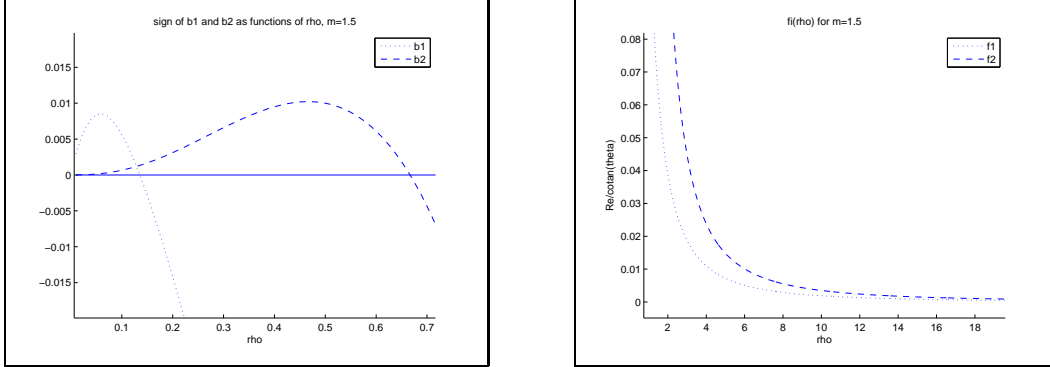 sign of b1 and b2 as functions of rho, m=1.5
b1
b2
0.015
0.01
0.005
0
−0.005
−0.01
−0.015
0.1 0.2 0.3 0.4 0.5 0.6 0.7
rho
fi(rho) for m=1.5
f1
f2
Re/cotan(theta)
0.08
0.07
0.06
0.05
0.04
0.03
0.02
0.01
0
2 4 6 8 10 12 14 16 18
rho